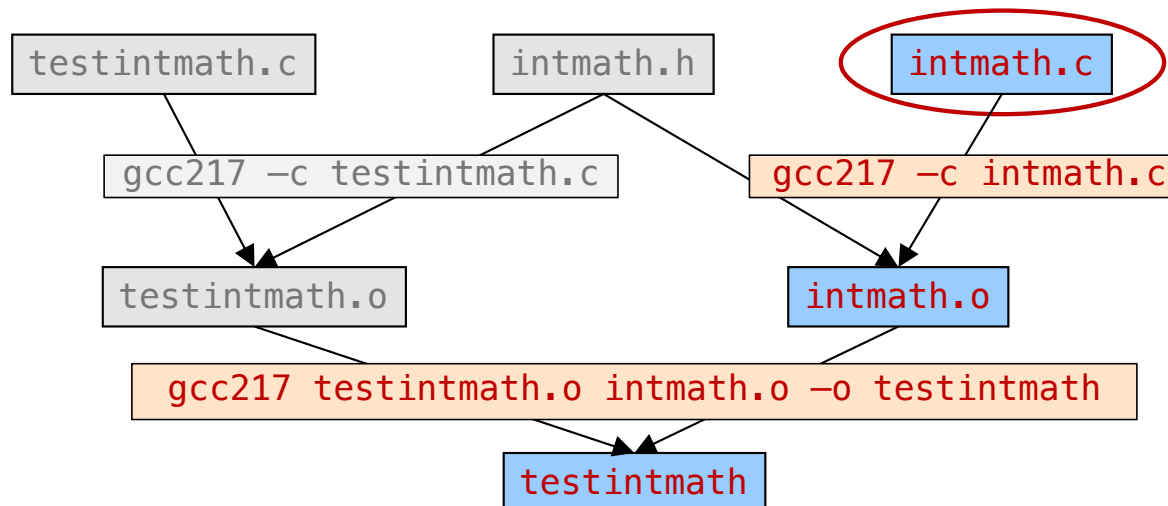 testintmath.c
intmath.h
intmath.c
gcc217 –c testintmath.c
gcc217 –c intmath.c
testintmath.o
intmath.o
gcc217 testintmath.o intmath.o –o testintmath
testintmath